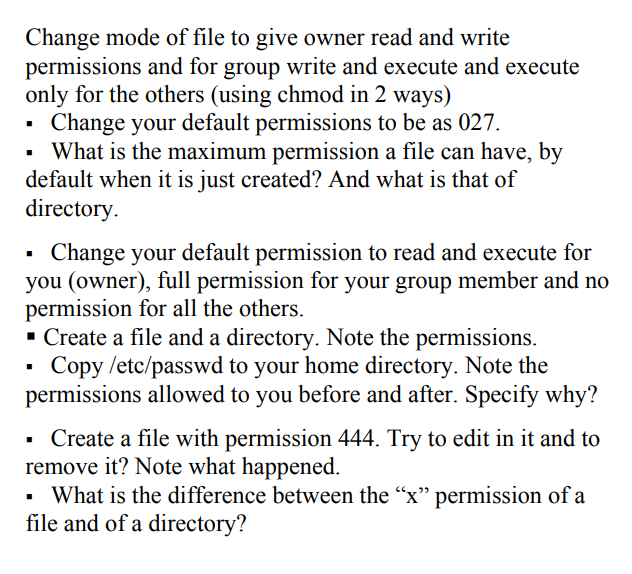 Change mode of file to give owner read and write
permissions and for group write and execute and execute
only for the others (using chmod in 2 ways)
▪ Change your default permissions to be as 027.
▪ What is the maximum permission a file can have, by
default when it is just created? And what is that of
directory.
▪ Change your default permission to read and execute for
you (owner), full permission for your group member and no
permission for all the others.
▪ Create a file and a directory. Note the permissions.
▪ Copy /etc/passwd to your home directory. Note the
permissions allowed to you before and after. Specify why?
▪ Create a file with permission 444. Try to edit in it and to
remove it? Note what happened.
▪ What is the difference between the “x” permission of a
file and of a directory?